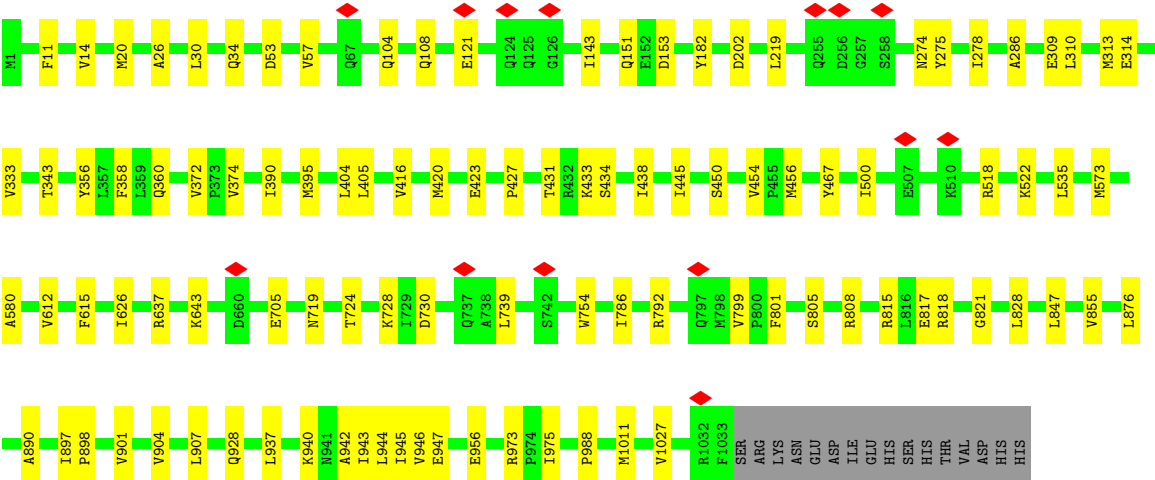 M1 F11 V14 M20 A26 L30 Q34 D53 V57 Q67 Q104 Q108 E121 Q124 Q125 G126 I143 Q151 E152 D153 Y182 D202 L219 Q255 D256 G257 S258 N274 Y275 I278 A286 E309 L310 M313 E314
V333 T343 Y356 L357 F358 L359 Q360 V372 P373 V374 I390 M395 L404 L405 V416 M420 E423 P427 T431 R432 K433 S434 I438 I445 S450 V454 P455 M456 Y467 I500 E507 K510 R518 K522 L535 M573
A580 V612 F615 I626 R637 K643 D660 E705 N719 T724 K728 I729 D730 Q737 A738 L739 S742 W754 I786 R792 Q797 M798 V799 P800 F801 S805 R808 R815 L816 E817 R818 G821 L828 L847 V855 L876
A890 I897 P898 V901 V904 L907 Q928 L937 K940 N941 A942 I943 L944 I945 V946 E947 E956 R973 P974 I975 P988 M1011 V1027 R1032 F1033 SER ARG LYS ASN GLU ASP ILE GLU HIS SER HIS THR VAL ASP HIS HIS